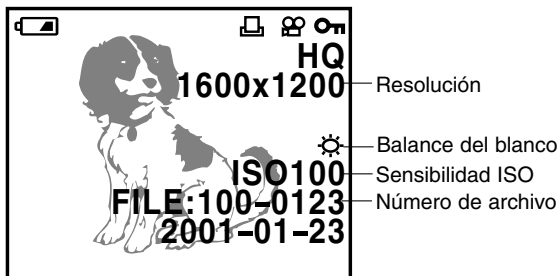 HQ
1600x1200
Resolución
Balance del blanco
ISO100
Sensibilidad ISO
FILE:100-0123
Número de archivo
2001-01-23